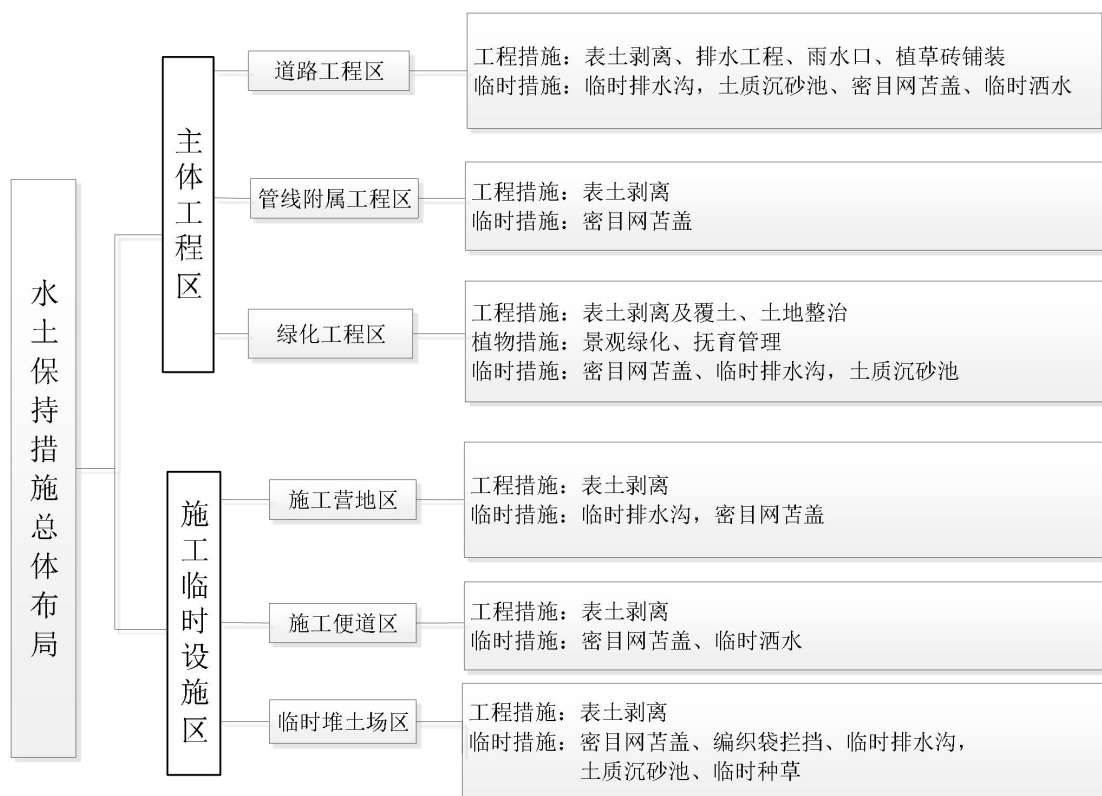 水土保持措施总体布局
主体工程区
道路工程区
工程措施：表土剥离、排水工程、雨水口、植草砖铺装
临时措施：临时排水沟，土质沉砂池、密目网苫盖、临时洒水
管线附属工程区
工程措施：表土剥离
临时措施：密目网苫盖
绿化工程区
工程措施：表土剥离及覆土、土地整治
植物措施：景观绿化、抚育管理
临时措施：密目网苫盖、临时排水沟，土质沉砂池
施工临时设施区
施工营地区
工程措施：表土剥离
临时措施：临时排水沟，密目网苫盖
施工便道区
工程措施：表土剥离
临时措施：密目网苫盖、临时洒水
临时堆土场区
工程措施：表土剥离
临时措施：密目网苫盖、编织袋拦挡、临时排水沟，
土质沉砂池、临时种草